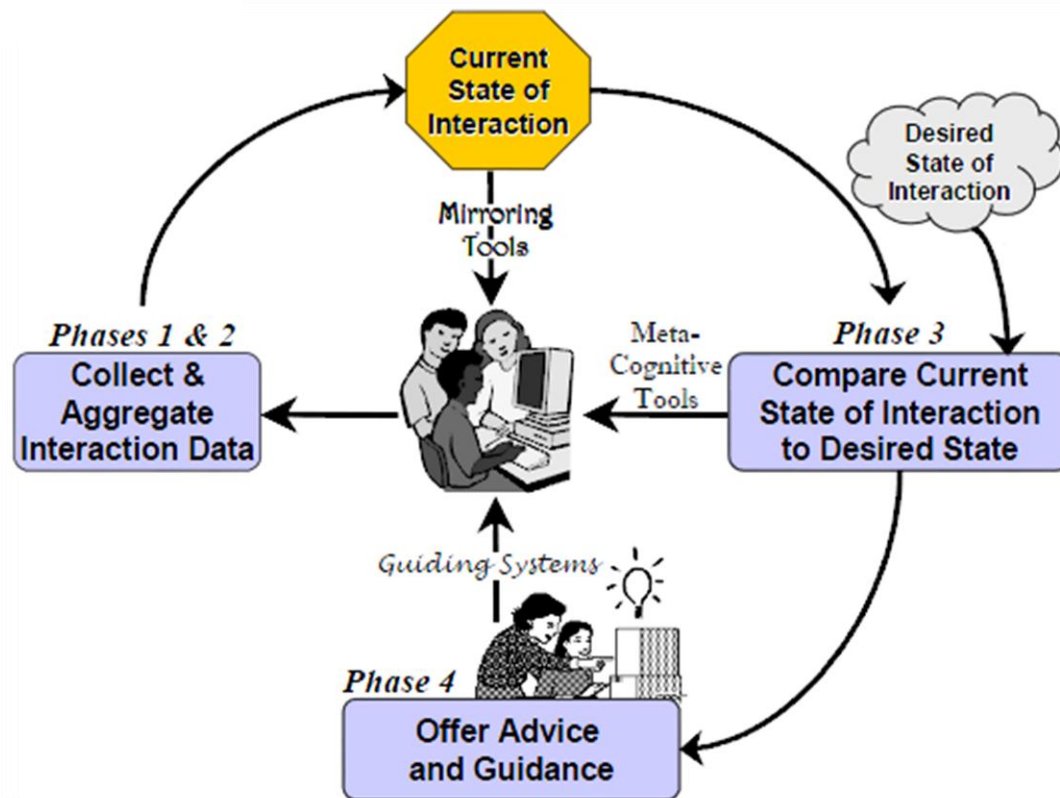 Current
State of
Interaction
Desired
State of
Interaction
Mirroring
Tools
Phases 1 & 2
Collect &
Aggregate
Interaction Data
Meta-
Cognitive
Tools
Phase 3
Compare Current
State of Interaction
to Desired State
Guiding Systems
Phase 4
Offer Advice
and Guidance